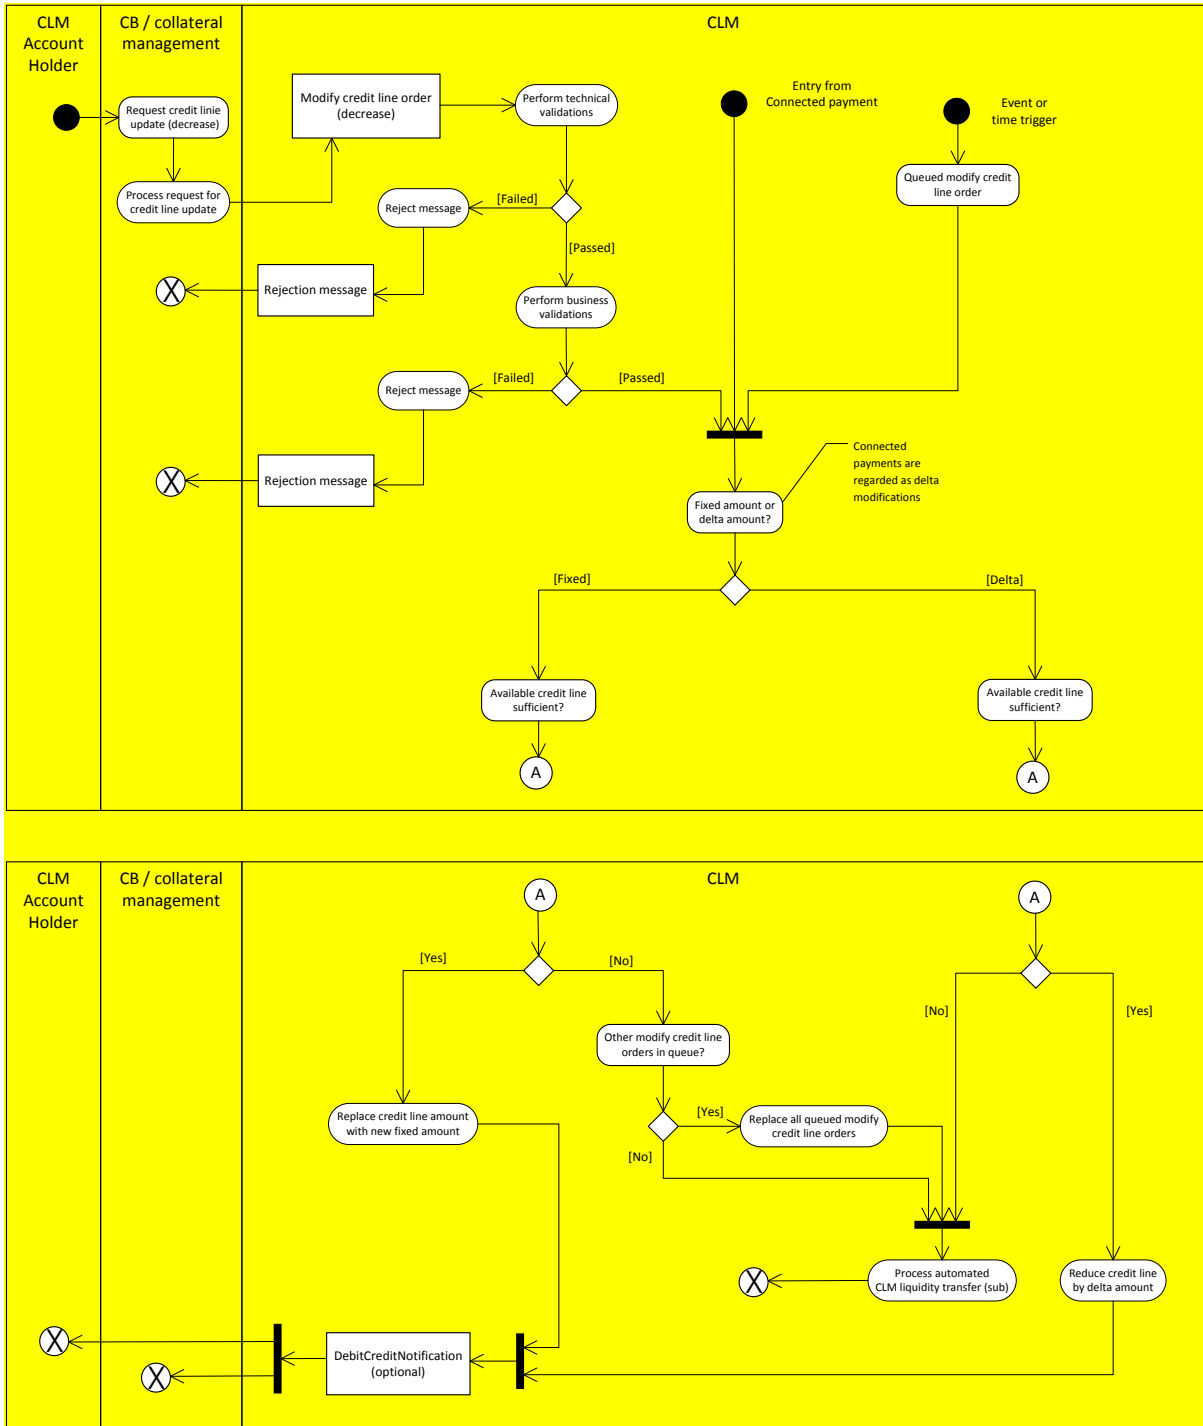 CLM
Account
Holder
CB / collateral
management
CLM
Request credit linie
update (decrease)
Process request for
credit line update
Modify credit line order
(decrease)
Perform technical
validations
Entry from
Connected payment
Event or
time trigger
Queued modify credit
line order
Reject message
[Failed]
[Passed]
Rejection message
X
Perform business
validations
Reject message
[Failed]
[Passed]
Rejection message
X
Connected
payments are
regarded as delta
modifications
Fixed amount or
delta amount?
[Fixed]
[Delta]
Available credit line
sufficient?
Available credit line
sufficient?
A
A
CLM
Account
Holder
CB / collateral
management
CLM
A
A
[Yes]
[No]
[No]
[Yes]
Other modify credit line
orders in queue?
Replace credit line amount
with new fixed amount
[Yes]
Replace all queued modify
credit line orders
[No]
X
Process automated
CLM liquidity transfer (sub)
Reduce credit line
by delta amount
X
DebitCreditNotification
(optional)
X